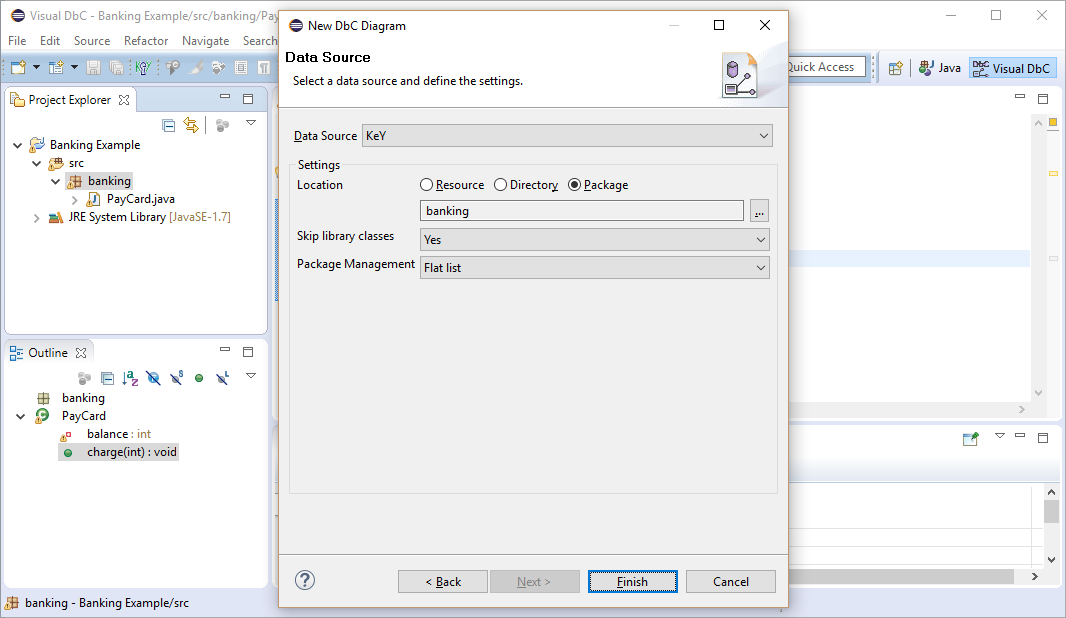 Visual DbC - Banking Example/src/banking/Pay
File Edit Source Refactor Navigate Search
Quick Access
Java
Visual DbC
Project Explorer
Banking Example
src
banking
PayCard.java
JRE System Library [JavaSE-1.7]
Outline
banking
PayCard
balance : int
charge(int) : void
banking - Banking Example/src
New DbC Diagram
Data Source
Select a data source and define the settings.
Data Source KeY
Settings
Location Resource Directory Package
banking ...
Skip library classes Yes
Package Management Flat list
? < Back Next > Finish Cancel